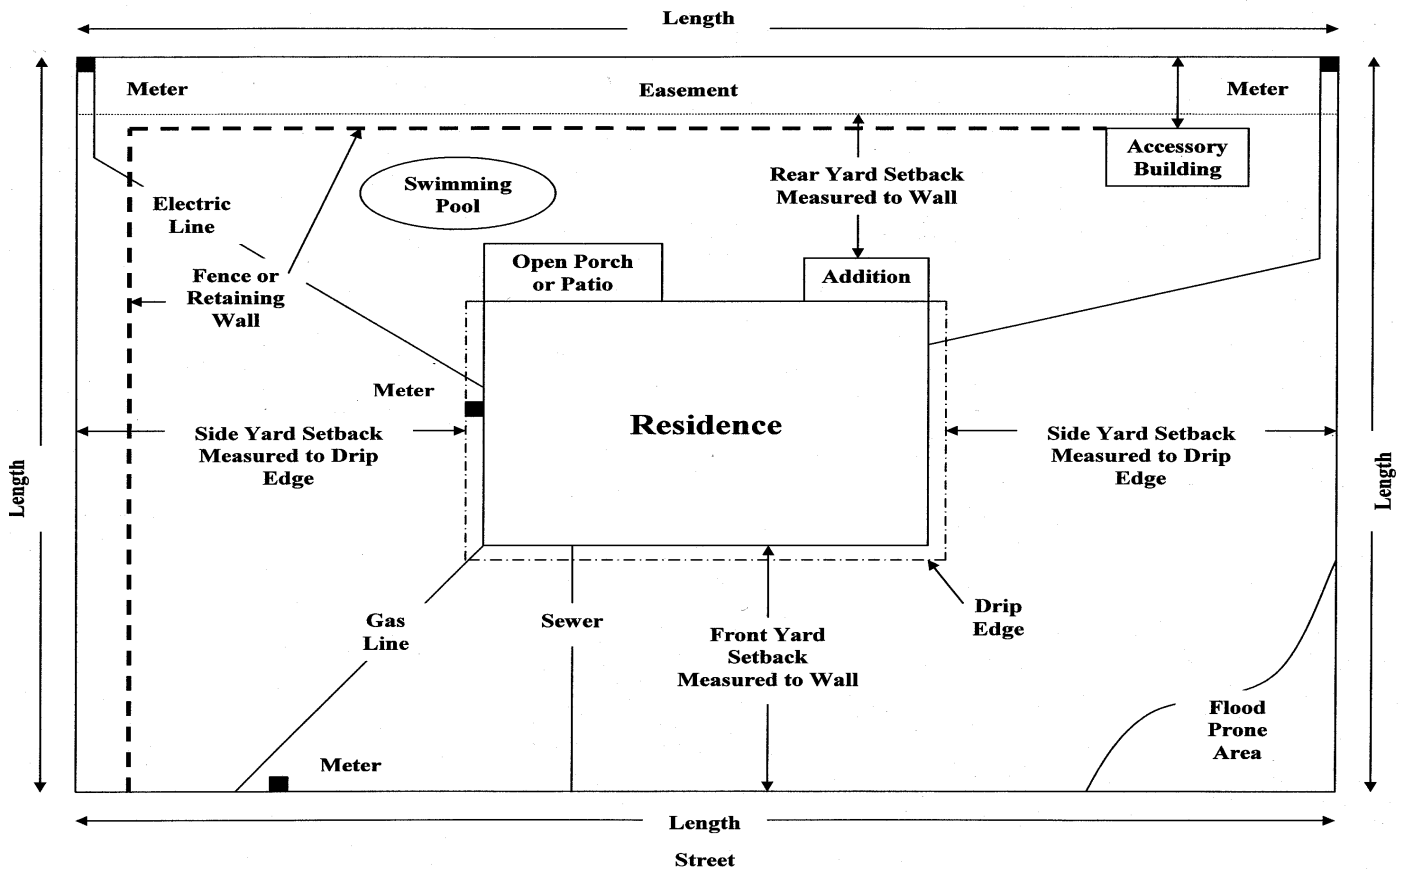 Length
Meter
Easement
Meter
Accessory
Building
Swimming
Pool
Rear Yard Setback
Measured to Wall
Electric
Line
Open Porch
or Patio
Addition
Fence or
Retaining
Wall
Meter
Residence
Side Yard Setback
Measured to Drip
Edge
Side Yard Setback
Measured to Drip
Edge
Length
Length
Gas
Line
Sewer
Front Yard
Setback
Measured to Wall
Drip
Edge
Flood
Prone
Area
Meter
Length
Street